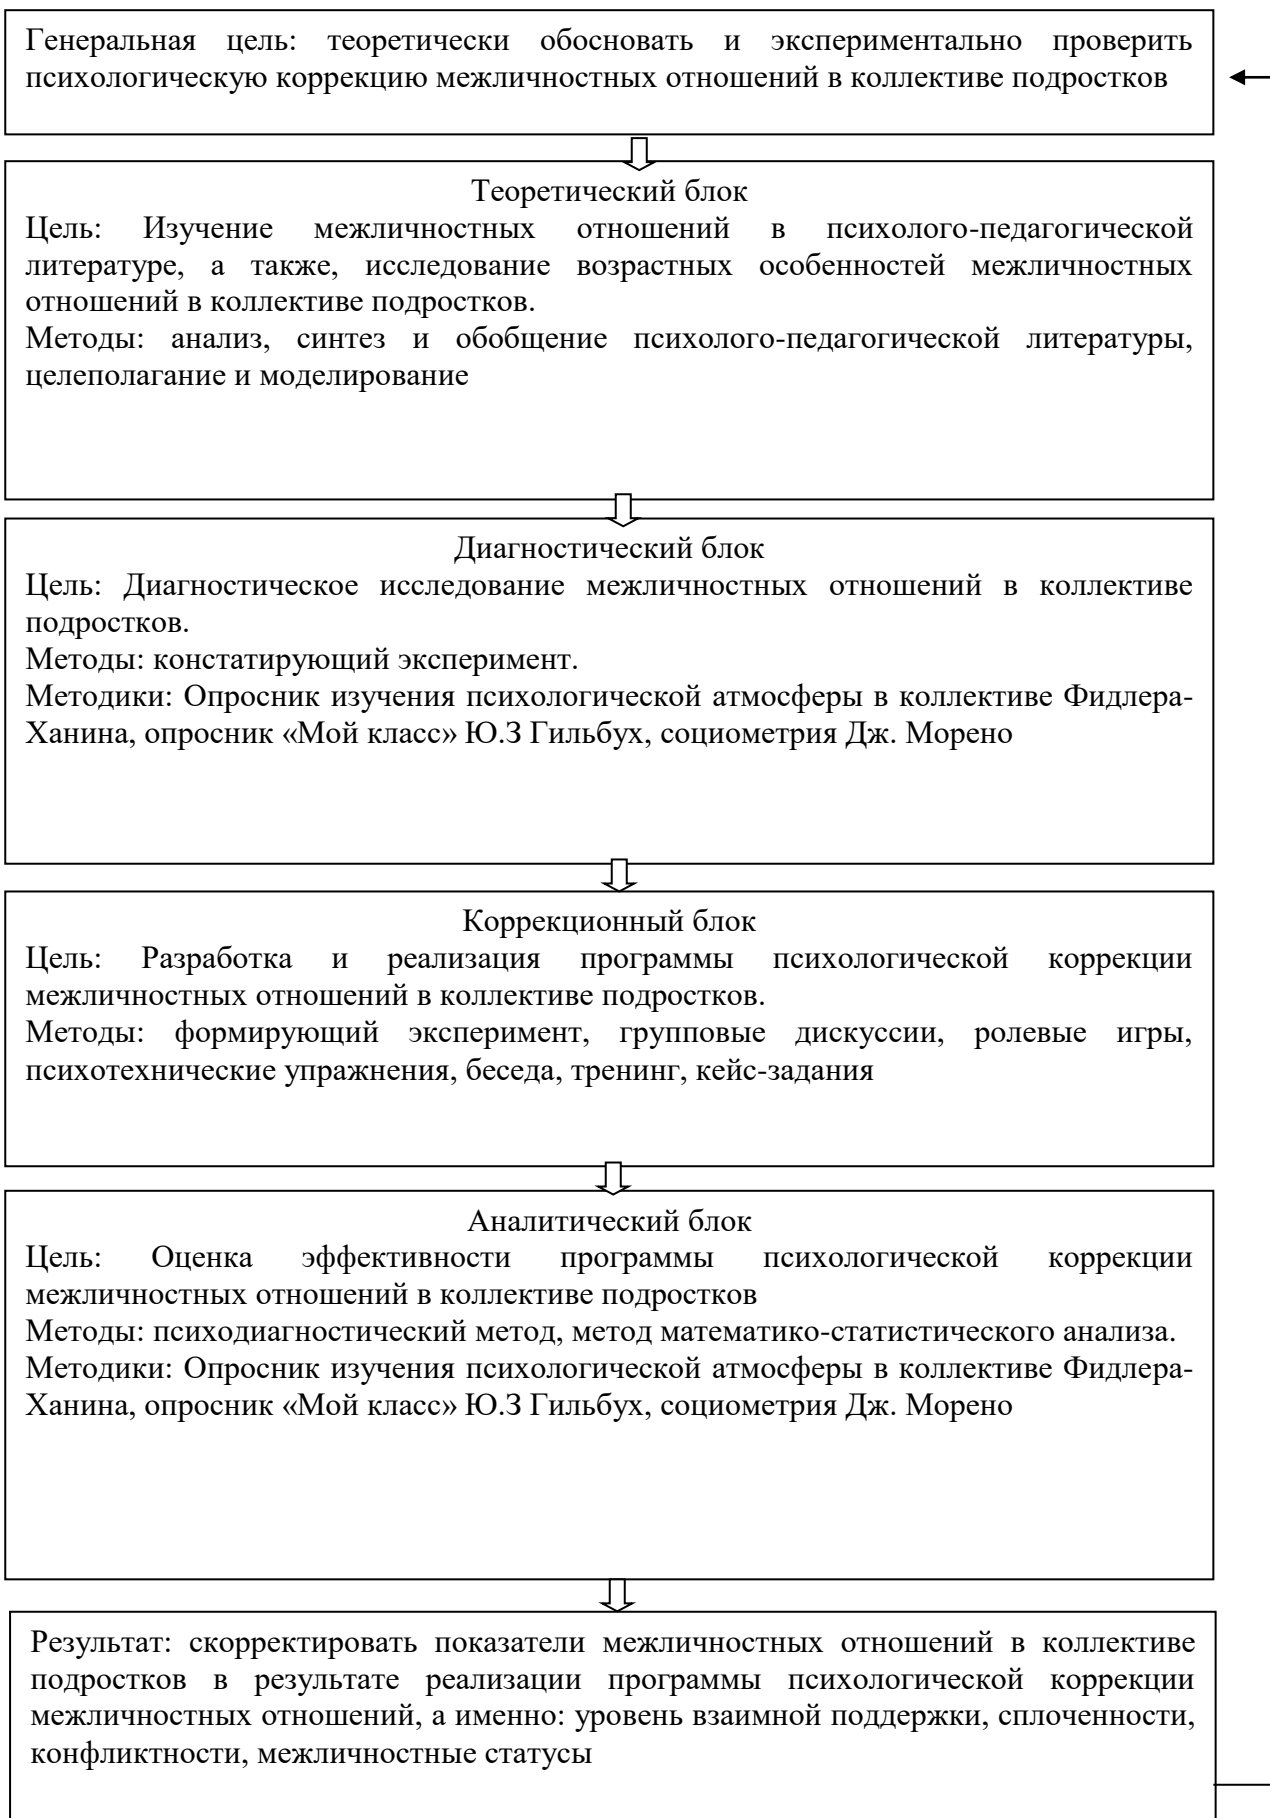 Генеральная цель: теоретически обосновать и экспериментально проверить
психологическую коррекцию межличностных отношений в коллективе подростков
Теоретический блок
Цель: Изучение межличностных отношений в психолого-педагогической
литературе, а также, исследование возрастных особенностей межличностных
отношений в коллективе подростков.
Методы: анализ, синтез и обобщение психолого-педагогической литературы,
целеполагание и моделирование
Диагностический блок
Цель: Диагностическое исследование межличностных отношений в коллективе
подростков.
Методы: констатирующий эксперимент.
Методики: Опросник изучения психологической атмосферы в коллективе Фидлера-
Ханина, опросник «Мой класс» Ю.З Гильбух, социометрия Дж. Морено
Коррекционный блок
Цель: Разработка и реализация программы психологической коррекции
межличностных отношений в коллективе подростков.
Методы: формирующий эксперимент, групповые дискуссии, ролевые игры,
психотехнические упражнения, беседа, тренинг, кейс-задания
Аналитический блок
Цель: Оценка эффективности программы психологической коррекции
межличностных отношений в коллективе подростков
Методы: психодиагностический метод, метод математико-статистического анализа.
Методики: Опросник изучения психологической атмосферы в коллективе Фидлера-
Ханина, опросник «Мой класс» Ю.З Гильбух, социометрия Дж. Морено
Результат: скорректировать показатели межличностных отношений в коллективе
подростков в результате реализации программы психологической коррекции
межличностных отношений, а именно: уровень взаимной поддержки, сплоченности,
конфликтности, межличностные статусы